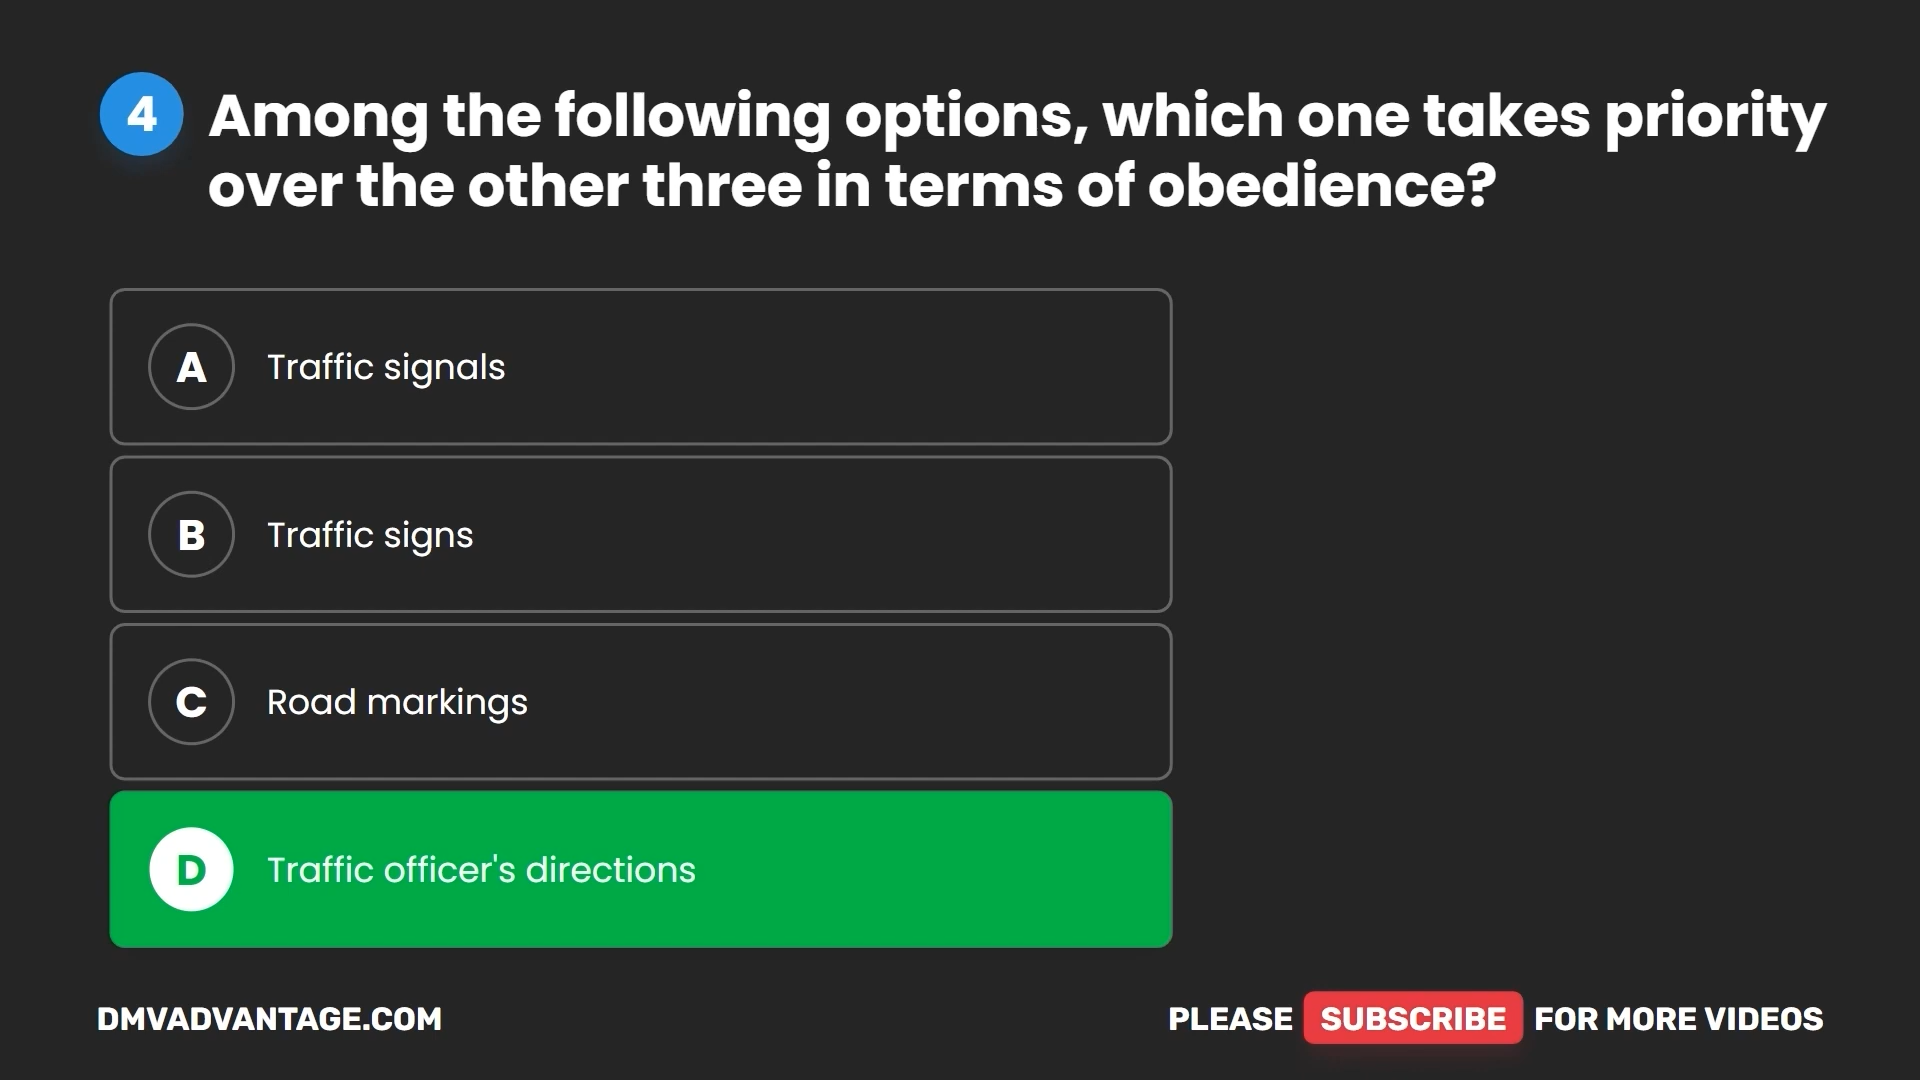 4
Among the following options, which one takes priority
over the other three in terms of obedience?
A Traffic signals
B Traffic signs
C Road markings
D Traffic officer's directions
DMVADVANTAGE.COM
PLEASE SUBSCRIBE FOR MORE VIDEOS